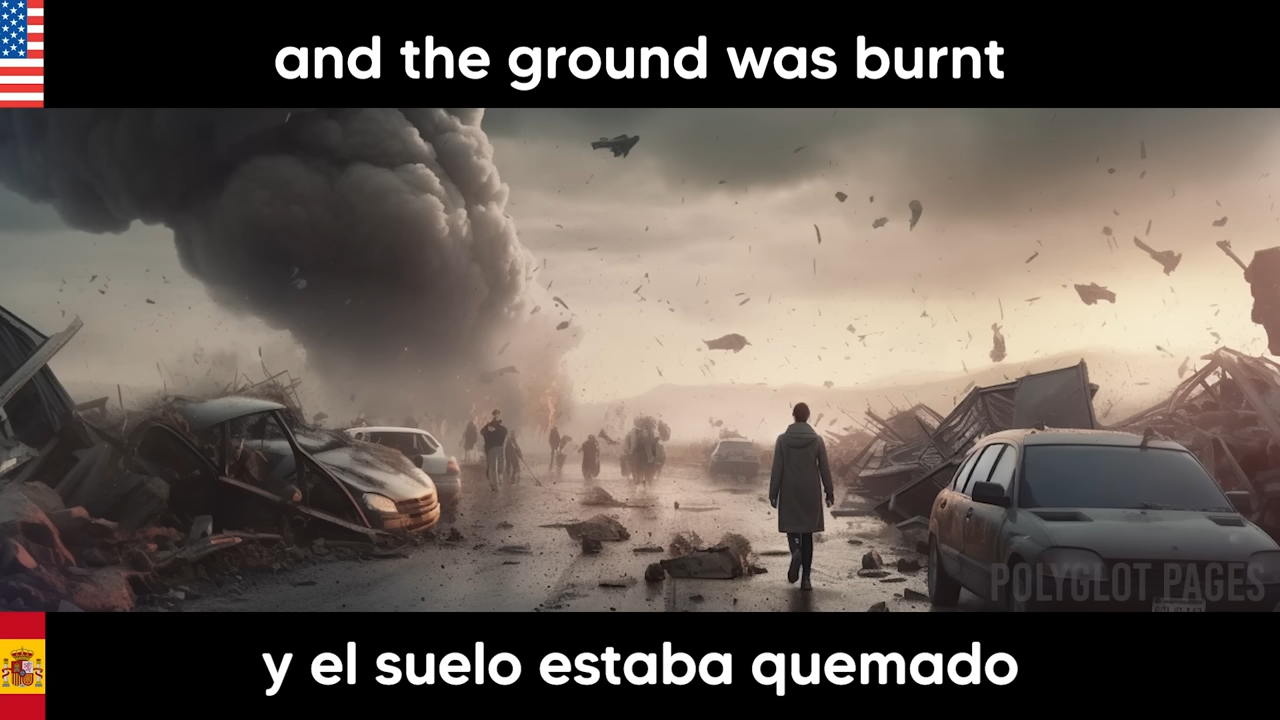 and the ground was burnt
POLYGLOT PAGES
y el suelo estaba quemado